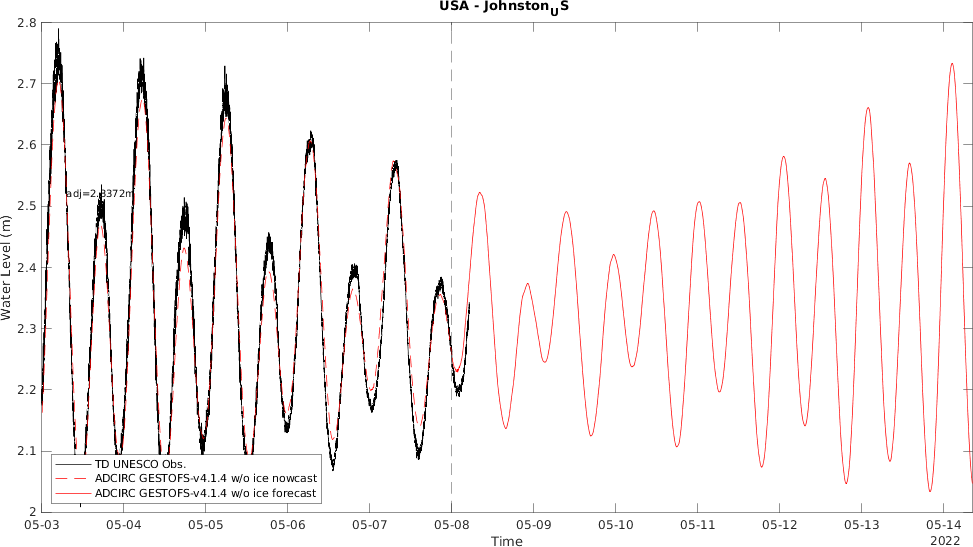 USA - Johnston_US
2.8
2.7
2.6
2.5
2.4
2.3
2.2
2.1
2
Water Level (m)
adj=2.3372m
TD UNESCO Obs.
ADCIRC GESTOFS-v4.1.4 w/o ice nowcast
ADCIRC GESTOFS-v4.1.4 w/o ice forecast
05-03 05-04 05-05 05-06 05-07 05-08 05-09 05-10 05-11 05-12 05-13 05-14
Time
2022